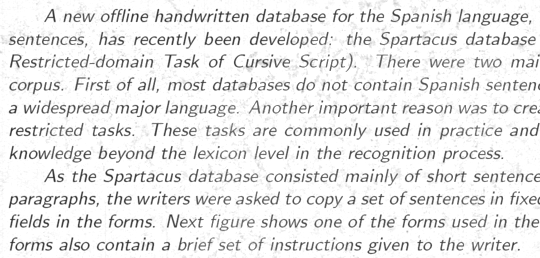 A new offline handwritten database for the Spanish language,
sentences, has recently been developed: the Spartacus database
Restricted-domain Task of Cursive Script). There were two
corpus. First of all, most databases do not contain Spanish
a widespread major language. Another important reason was to
restricted tasks. These tasks are commonly used in practice and
knowledge beyond the lexicon level in the recognition process.
As the Spartacus database consisted mainly of short
paragraphs, the writers were asked to copy a set of sentences in
fields in the forms. Next figure shows one of the forms used in the
forms also contain a brief set of instructions given to the writer.